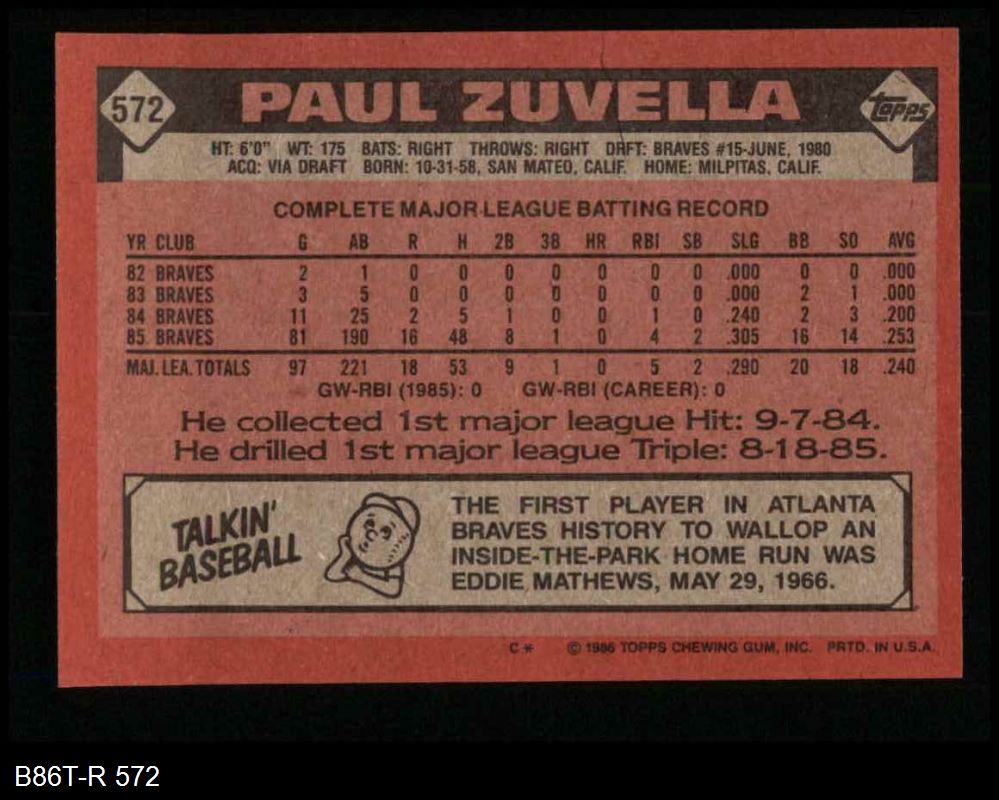 572 PAUL ZUVELLA TOPPS
HT: 6'0" WT: 175 BATS: RIGHT THROWS: RIGHT DRFT: BRAVES #15-JUNE, 1980
ACQ: VIA DRAFT BORN: 10-31-58, SAN MATEO, CALIF. HOME: MILPITAS, CALIF.
COMPLETE MAJOR LEAGUE BATTING RECORD
YR CLUB G AB R H 2B 3B HR RBI SB SLG BB SO AVG
82 BRAVES 2 1 0 0 0 0 0 0 0 .000 0 0 .000
83 BRAVES 3 5 0 0 0 0 0 0 0 .000 2 1 .000
84 BRAVES 11 25 2 5 1 0 0 1 0 .240 2 3 .200
85 BRAVES 81 190 16 48 8 1 0 4 2 .305 16 14 .253
MAJ. LEA. TOTALS 97 221 18 53 9 1 0 5 2 .290 20 18 .240
GW-RBI (1985): 0 GW-RBI (CAREER): 0
He collected 1st major league Hit: 9-7-84.
He drilled 1st major league Triple: 8-18-85.
TALKIN'
BASEBALL
THE FIRST PLAYER IN ATLANTA
BRAVES HISTORY TO WALLOP AN
INSIDE-THE-PARK HOME RUN WAS
EDDIE MATHEWS, MAY 29, 1966.
C* © 1986 TOPPS CHEWING GUM, INC. PRTD. IN U.S.A.
B86T-R 572